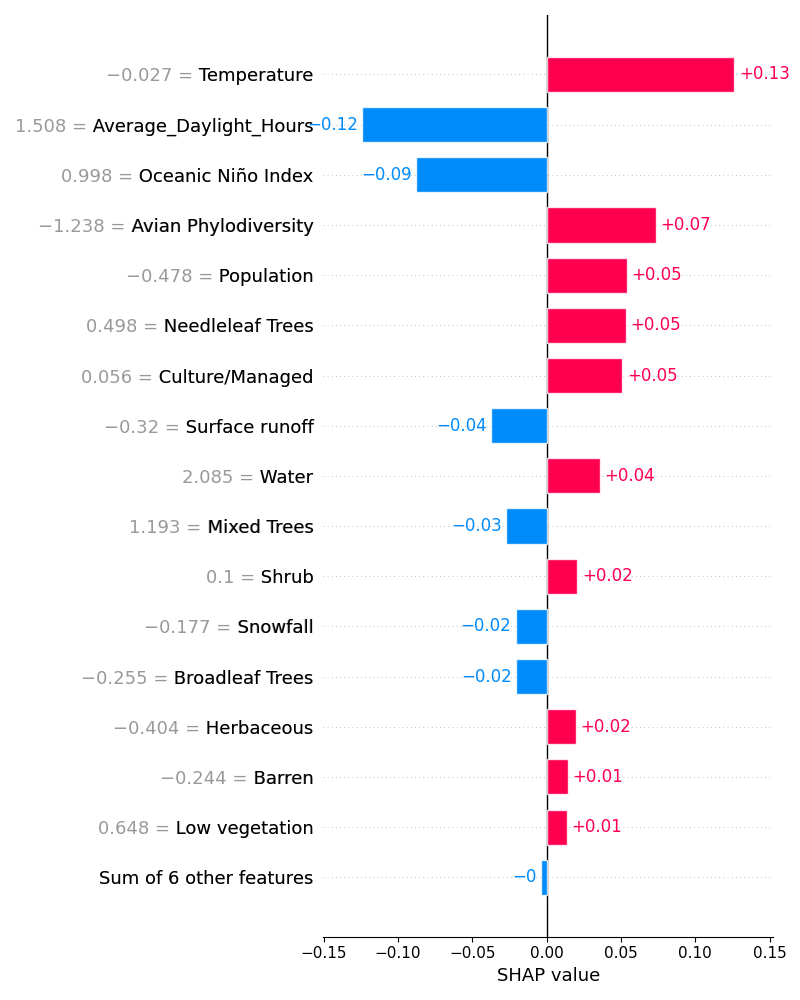 −0.027 = Temperature +0.13
1.508 = Average_Daylight_Hours −0.12
0.998 = Oceanic Niño Index −0.09
−1.238 = Avian Phylodiversity +0.07
−0.478 = Population +0.05
0.498 = Needleleaf Trees +0.05
0.056 = Culture/Managed +0.05
−0.32 = Surface runoff −0.04
2.085 = Water +0.04
1.193 = Mixed Trees −0.03
0.1 = Shrub +0.02
−0.177 = Snowfall −0.02
−0.255 = Broadleaf Trees −0.02
−0.404 = Herbaceous +0.02
−0.244 = Barren +0.01
0.648 = Low vegetation +0.01
Sum of 6 other features −0
−0.15 −0.10 −0.05 0.00 0.05 0.10 0.15
SHAP value